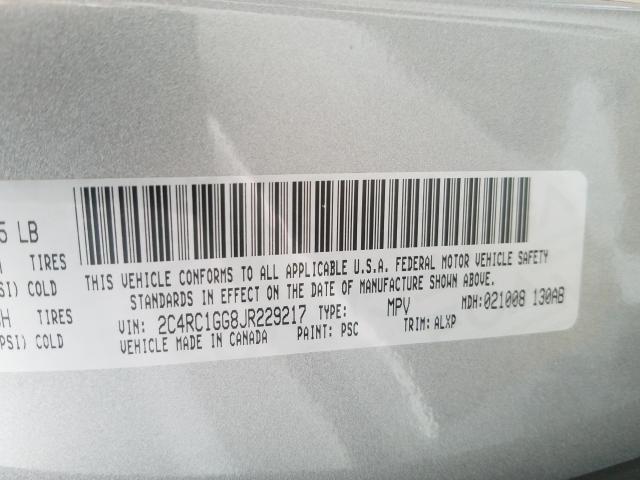 5 LB
TIRES
SI) COLD
H TIRES
PSI) COLD
THIS VEHICLE CONFORMS TO ALL APPLICABLE U.S.A. FEDERAL MOTOR VEHICLE SAFETY
STANDARDS IN EFFECT ON THE DATE OF MANUFACTURE SHOWN ABOVE.
VIN: 2C4RC1GG8JR229217 TYPE: MPV MDH:021008 130AB
VEHICLE MADE IN CANADA PAINT: PSC TRIM: ALXP